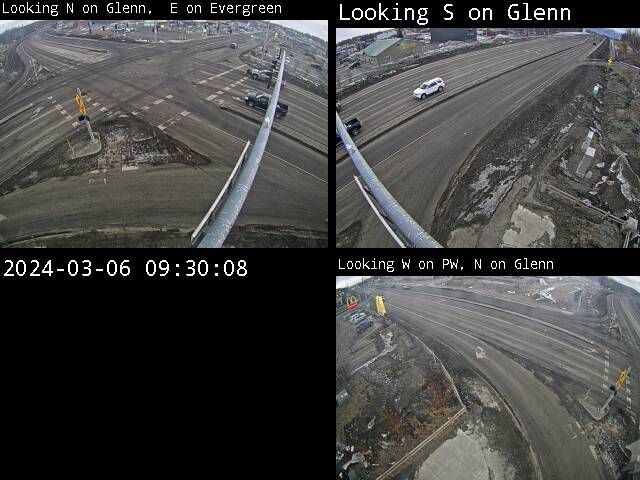 Looking N on Glenn,  E on Evergreen
Looking S on Glenn
2024-03-06 09:30:08
Looking W on PW, N on Glenn